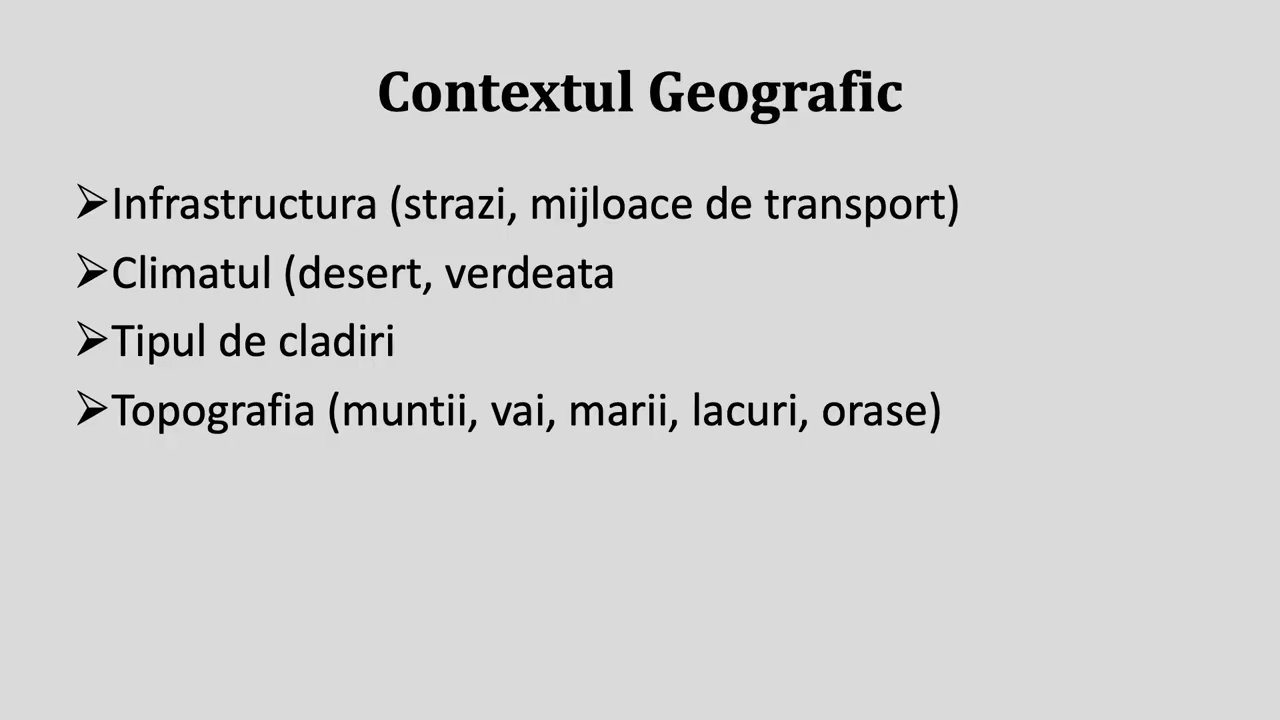 Contextul Geografic
➢Infrastructura (strazi, mijloace de transport)
➢Climatul (desert, verdeata
➢Tipul de cladiri
➢Topografia (muntii, vai, marii, lacuri, orase)